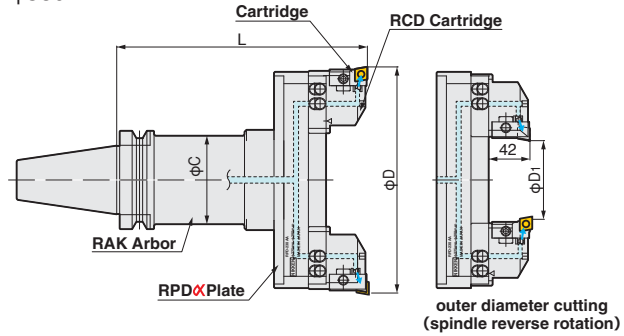 Cartridge
RCD Cartridge
L
42
φC
φD
φD1
RAK Arbor
RPDαPlate
outer diameter cutting
(spindle reverse rotation)